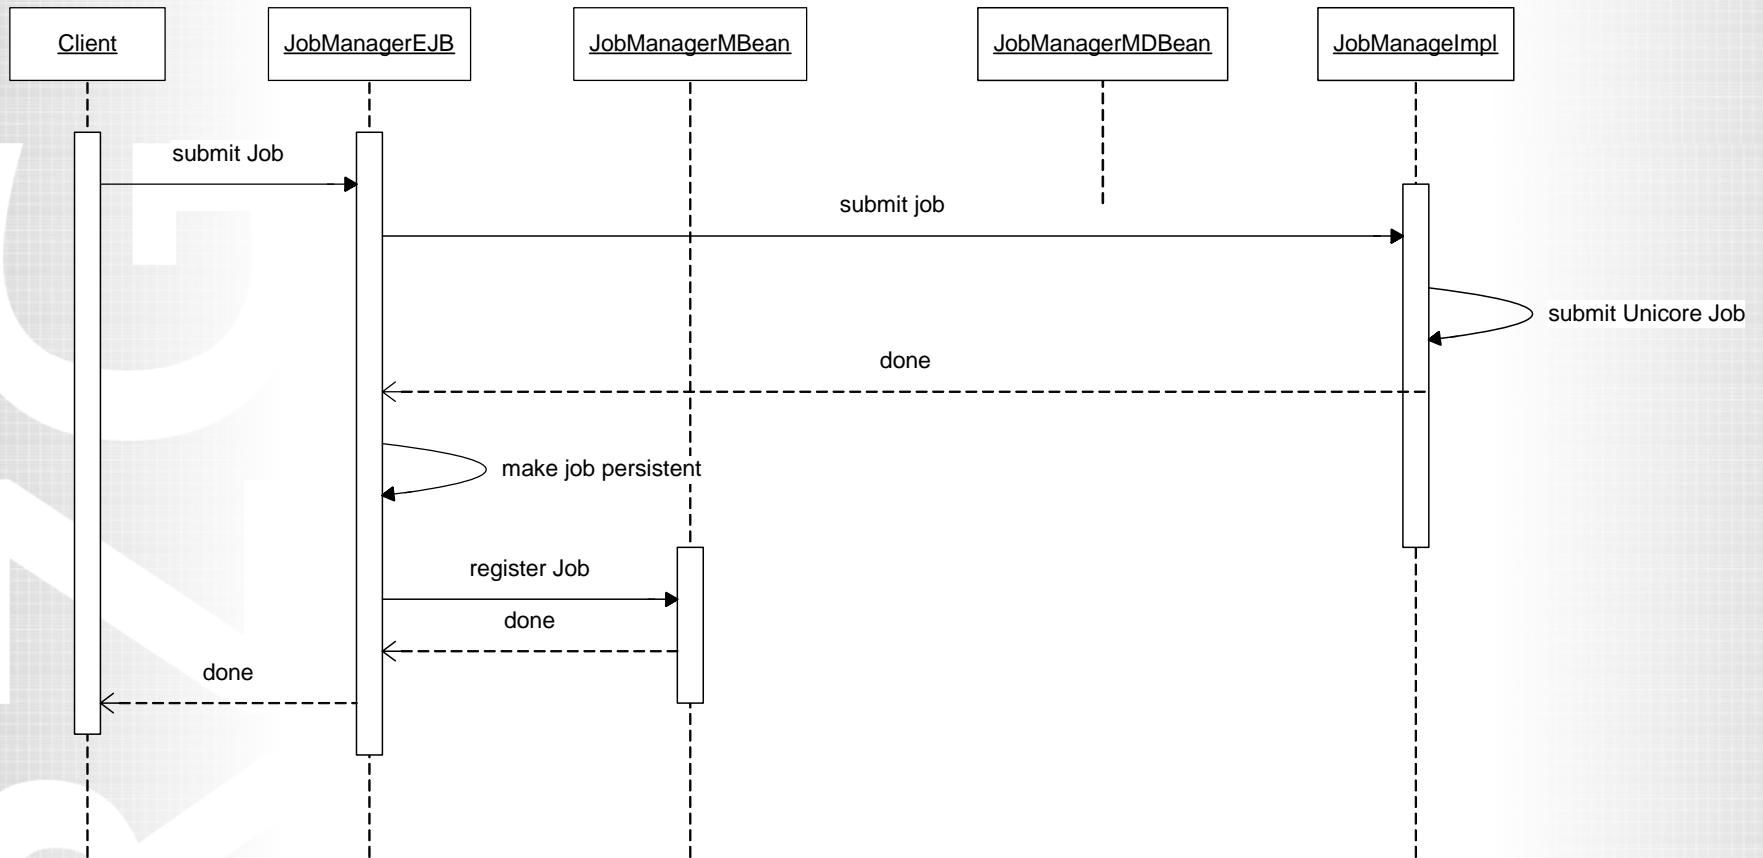 Client
JobManagerEJB
JobManagerMBean
JobManagerMDBean
JobManageImpl
submit Job
submit job
submit Unicore Job
done
make job persistent
register Job
done
done